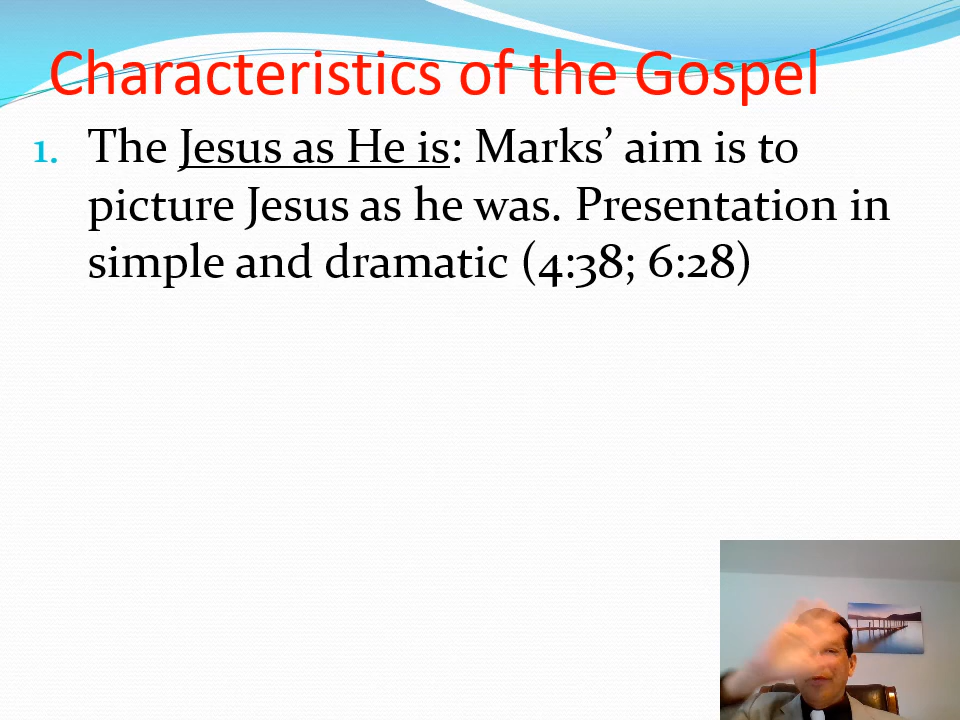 Characteristics of the Gospel
1. The Jesus as He is: Marks’ aim is to
picture Jesus as he was. Presentation in
simple and dramatic (4:38; 6:28)